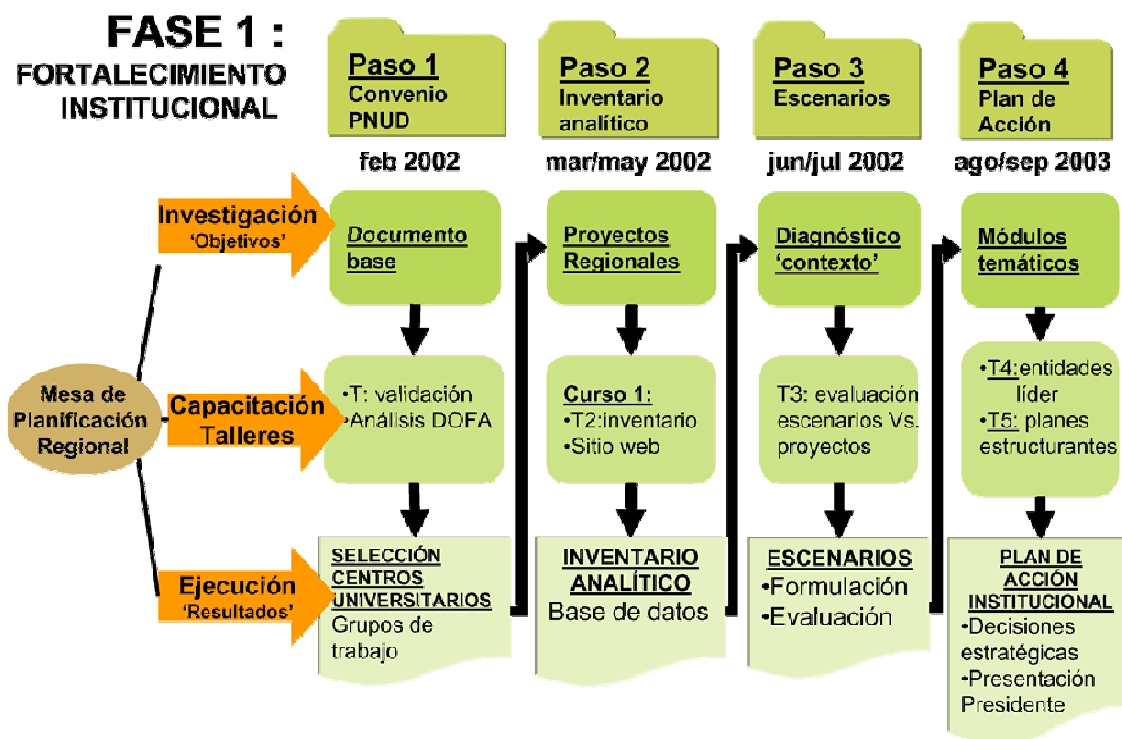 FASE 1 :
FORTALECIMIENTO
INSTITUCIONAL
Paso 1
Convenio
PNUD
Paso 2
Inventario
analítico
Paso 3
Escenarios
Paso 4
Plan de
Acción
feb 2002
mar/may 2002
jun/jul 2002
ago/sep 2003
Investigación
‘Objetivos’
Documento
base
Proyectos
Regionales
Diagnóstico
‘contexto’
Módulos
temáticos
Mesa de
Planificación
Regional
Capacitación
Talleres
•T: validación
•Análisis DOFA
Curso 1:
•T2:inventario
•Sitio web
T3: evaluación
escenarios Vs.
proyectos
•T4:entidades
líder
•T5: planes
estructurantes
Ejecución
‘Resultados’
SELECCIÓN
CENTROS
UNIVERSITARIOS
Grupos de
trabajo
INVENTARIO
ANALÍTICO
Base de datos
ESCENARIOS
•Formulación
•Evaluación
PLAN DE
ACCIÓN
INSTITUCIONAL
•Decisiones
estratégicas
•Presentación
Presidente